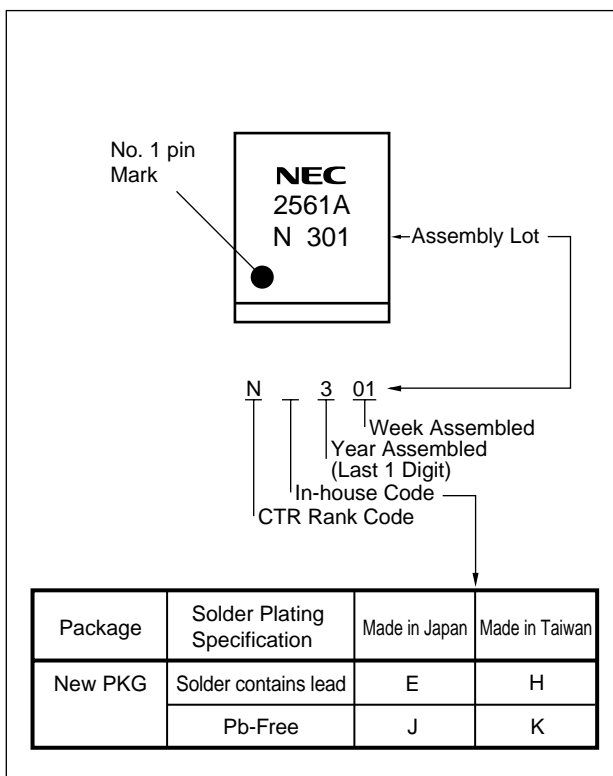 No. 1 pin
Mark
NEC
2561A
N 301
Assembly Lot
N 3 01
Week Assembled
Year Assembled
(Last 1 Digit)
In-house Code
CTR Rank Code
Package Solder Plating Specification Made in Japan Made in Taiwan
New PKG Solder contains lead E H
Pb-Free J K